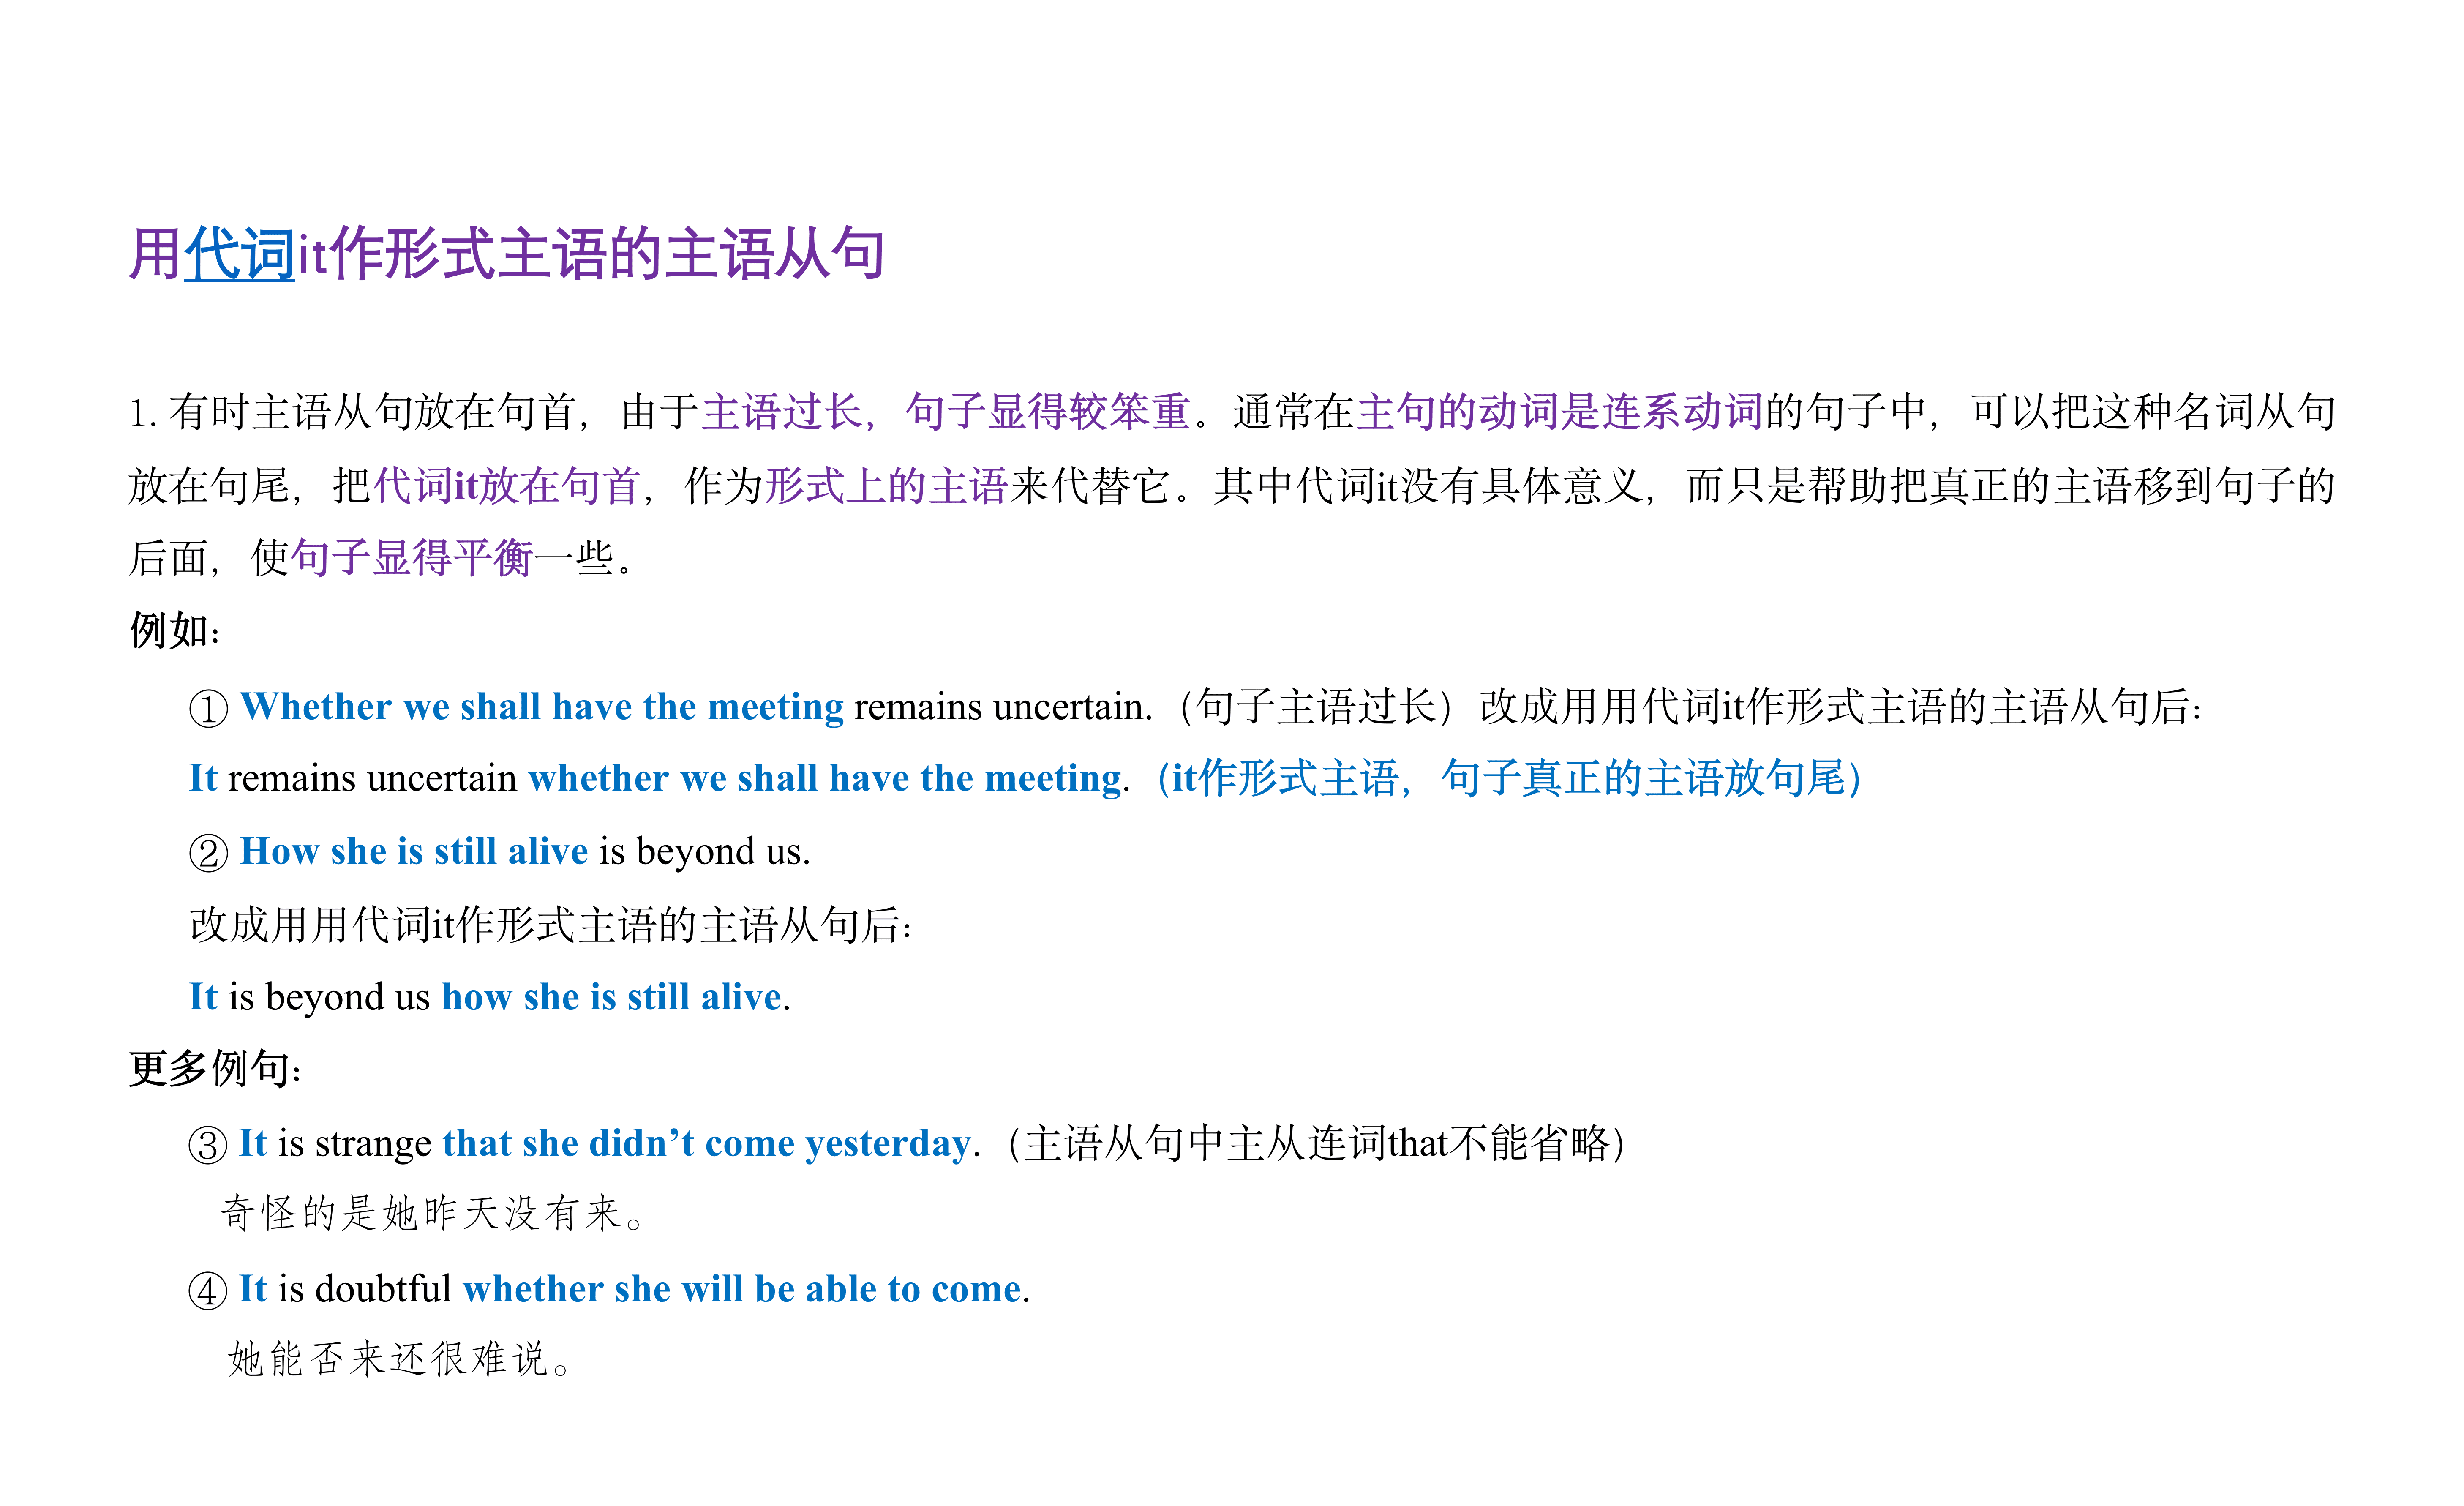 用代词it作形式主语的主语从句
1. 有时主语从句放在句首，由于主语过长，句子显得较笨重。通常在主句的动词是连系动词的句子中，可以把这种名词从句
放在句尾，把代词it放在句首，作为形式上的主语来代替它。其中代词it没有具体意义，而只是帮助把真正的主语移到句子的
后面，使句子显得平衡一些。
例如：
① Whether we shall have the meeting remains uncertain.（句子主语过长）改成用用代词it作形式主语的主语从句后：
It remains uncertain whether we shall have the meeting.（it作形式主语，句子真正的主语放句尾）
② How she is still alive is beyond us.
改成用用代词it作形式主语的主语从句后：
It is beyond us how she is still alive.
更多例句：
③ It is strange that she didn’t come yesterday.（主语从句中主从连词that不能省略）
奇怪的是她昨天没有来。
④ It is doubtful whether she will be able to come.
她能否来还很难说。